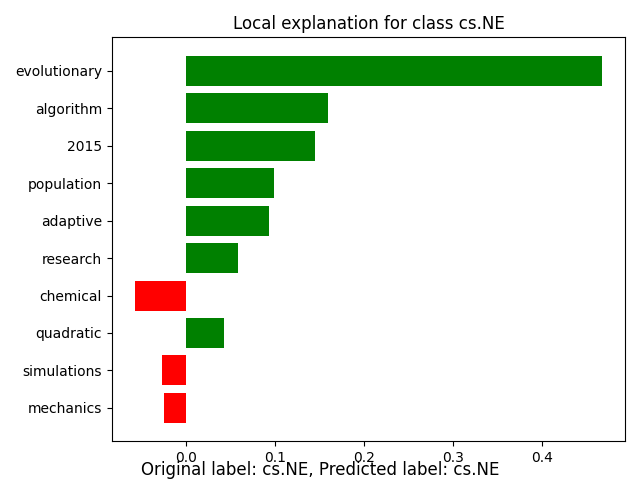 Local explanation for class cs.NE
evolutionary
algorithm
2015
population
adaptive
research
chemical
quadratic
simulations
mechanics
0.0 0.1 0.2 0.3 0.4
Original label: cs.NE, Predicted label: cs.NE